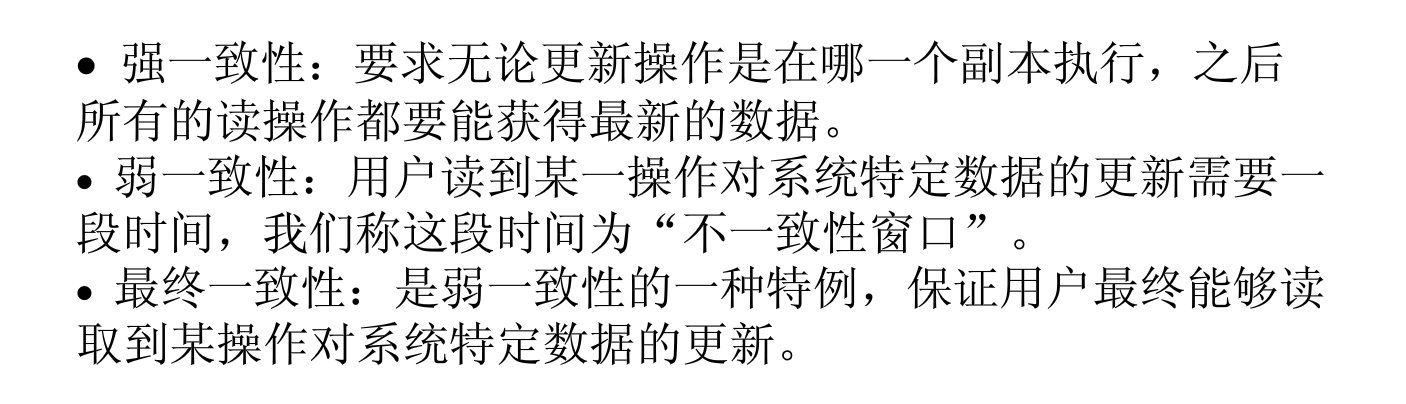 • 强一致性：要求无论更新操作是在哪一个副本执行，之后
所有的读操作都要能获得最新的数据。
• 弱一致性：用户读到某一操作对系统特定数据的更新需要一
段时间，我们称这段时间为“不一致性窗口”。
• 最终一致性：是弱一致性的一种特例，保证用户最终能够读
取到某操作对系统特定数据的更新。